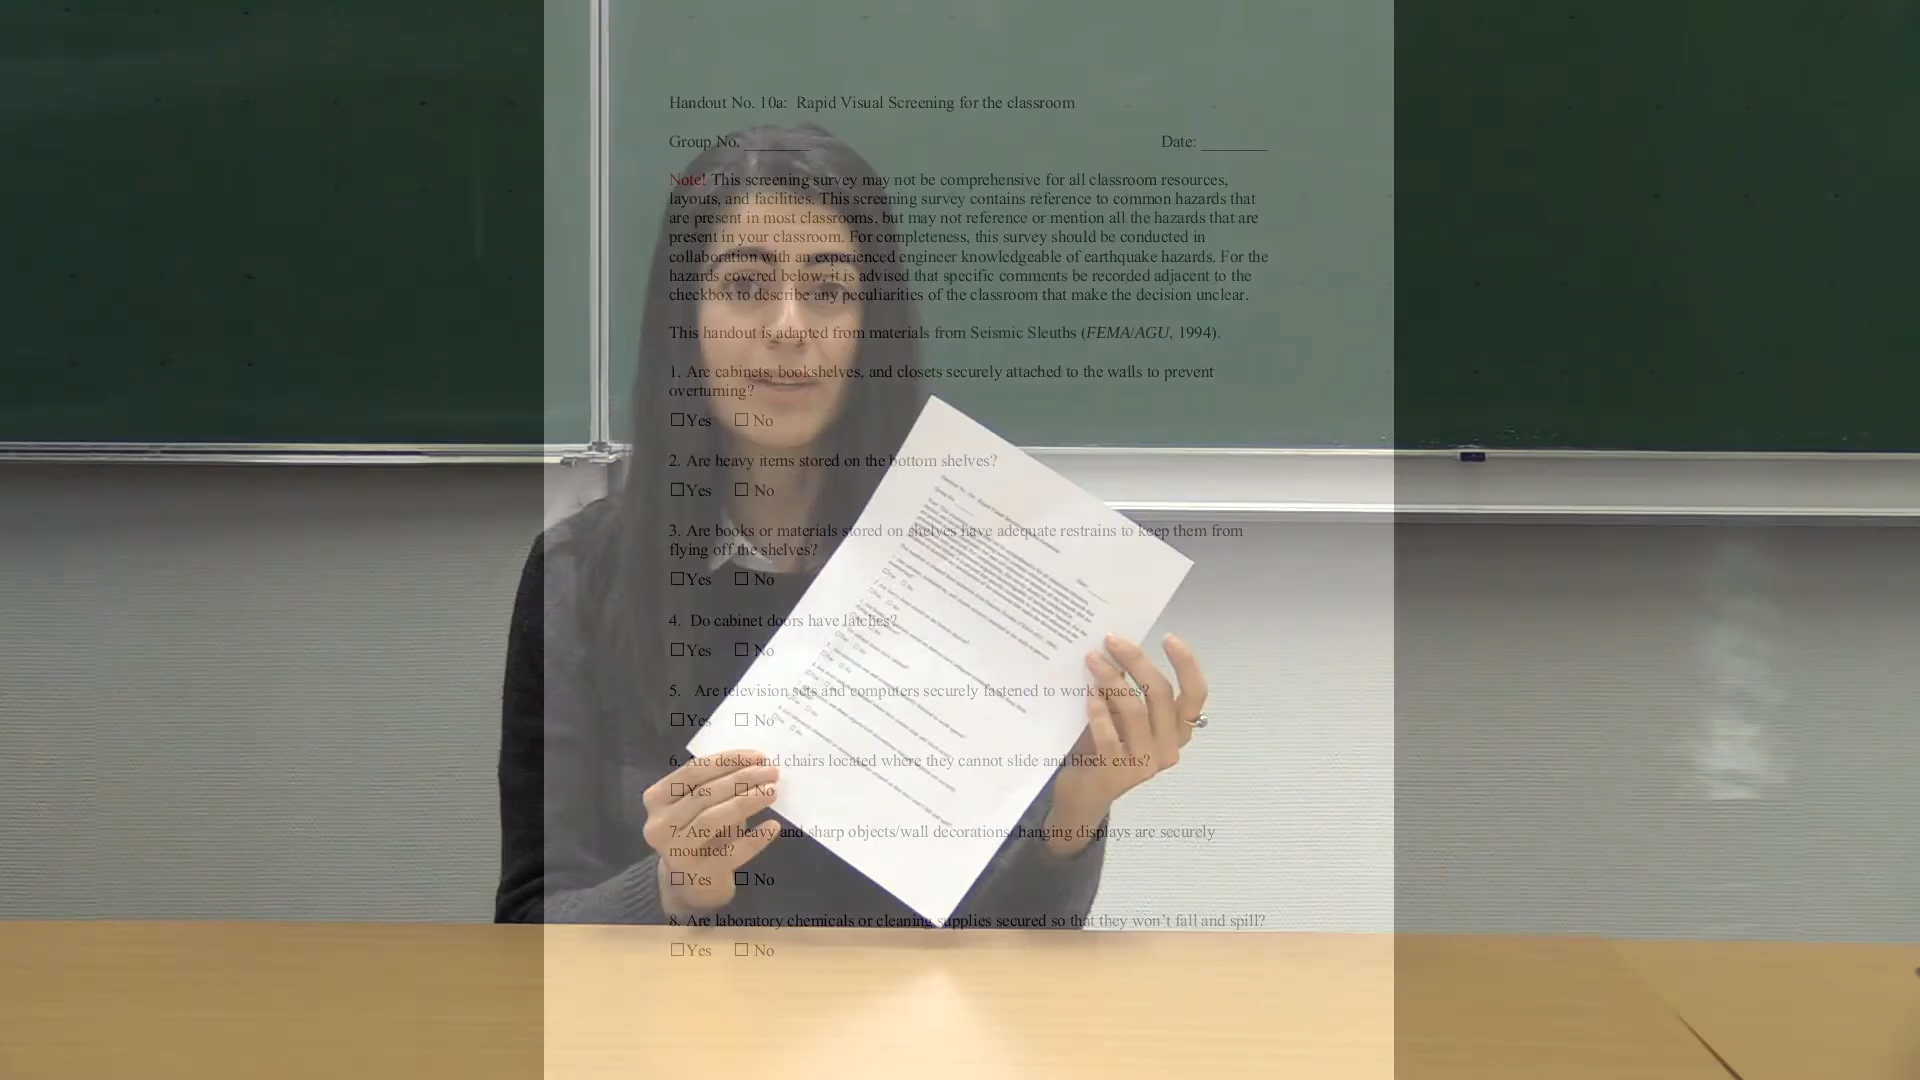 Handout No. 10a: Rapid Visual Screening for the classroom
Group No. ________ Date: ________
Note! This screening survey may not be comprehensive for all classroom resources,
layouts, and facilities. This screening survey contains reference to common hazards that
are present in most classrooms, but may not reference or mention all the hazards that are
present in your classroom. For completeness, this survey should be conducted in
collaboration with an experienced engineer knowledgeable of earthquake hazards. For the
hazards covered below, it is advised that specific comments be recorded adjacent to the
checkbox to describe any peculiarities of the classroom that make the decision unclear.
This handout is adapted from materials from Seismic Sleuths (FEMA/AGU, 1994).
1. Are cabinets, bookshelves, and closets securely attached to the walls to prevent
overturning?
☐Yes ☐ No
2. Are heavy items stored on the bottom shelves?
☐Yes ☐ No
3. Are books or materials stored on shelves have adequate restrains to keep them from
flying off the shelves?
☐Yes ☐ No
4. Do cabinet doors have latches?
☐Yes ☐ No
5. Are television sets and computers securely fastened to work spaces?
☐Yes ☐ No
6. Are desks and chairs located where they cannot slide and block exits?
☐Yes ☐ No
7. Are all heavy and sharp objects/wall decorations/ hanging displays are securely
mounted?
☐Yes ☐ No
8. Are laboratory chemicals or cleaning supplies secured so that they won't fall and spill?
☐Yes ☐ No